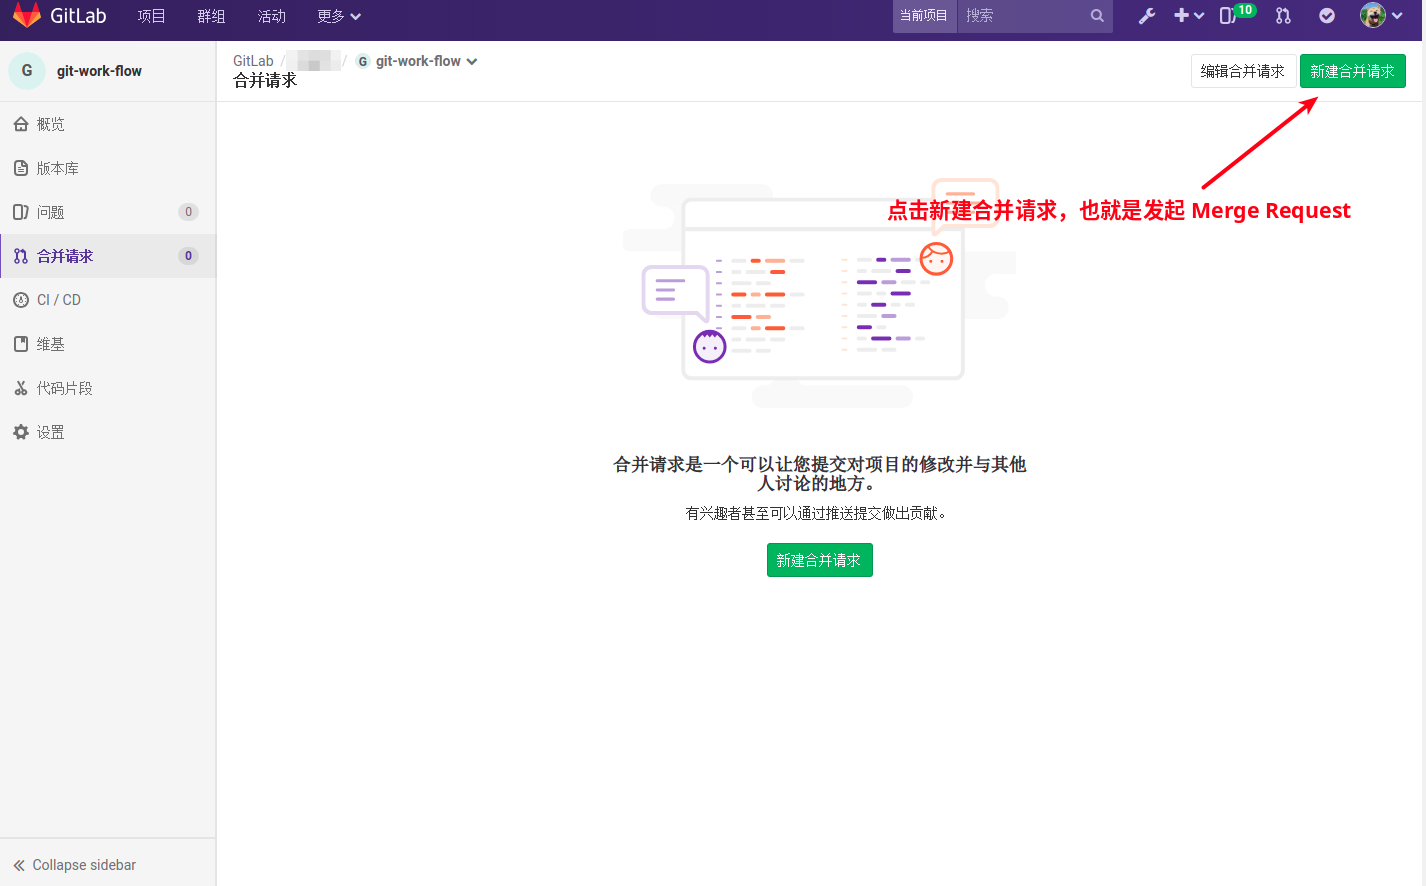 GitLab 项目 群组 活动 更多 当前项目 搜索 10
G git-work-flow
GitLab / / G git-work-flow
合并请求
编辑合并请求 新建合并请求
概览
版本库
问题 0
合并请求 0
CI / CD
维基
代码片段
设置
点击新建合并请求，也就是发起 Merge Request
合并请求是一个可以让您提交对项目的修改并与其他
人讨论的地方。
有兴趣者甚至可以通过推送提交做出贡献。
新建合并请求
Collapse sidebar